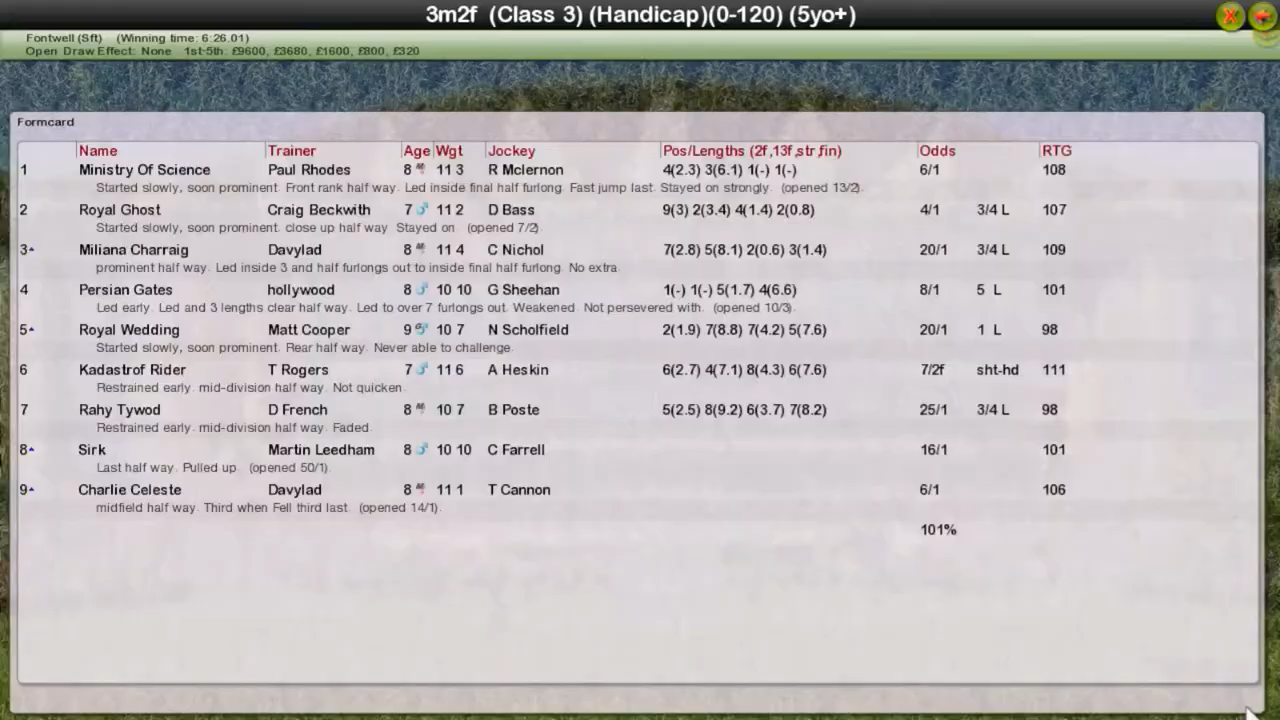 3m2f (Class 3) (Handicap)(0-120) (5yo+)
Fontwell (Sft) (Winning time: 6:26.01)
Open Draw Effect: None 1st-5th: £9600, £3680, £1600, £800, £320
Formcard
Name Trainer Age Wgt Jockey Pos/Lengths (2f,13f,str,fin) Odds RTG
1 Ministry Of Science Paul Rhodes 8 11 3 R Mclernon 4(2.3) 3(6.1) 1(-) 1(-) 6/1 108
Started slowly, soon prominent. Front rank half way. Led inside final half furlong. Fast jump last. Stayed on strongly. (opened 13/2).
2 Royal Ghost Craig Beckwith 7 11 2 D Bass 9(3) 2(3.4) 4(1.4) 2(0.8) 4/1 3/4 L 107
Started slowly, soon prominent. close up half way. Stayed on. (opened 7/2).
3 Miliana Charraig Davylad 8 11 4 C Nichol 7(2.8) 5(8.1) 2(0.6) 3(1.4) 20/1 3/4 L 109
prominent half way. Led inside 3 and half furlongs out to inside final half furlong. No extra.
4 Persian Gates hollywood 8 10 10 G Sheehan 1(-) 1(-) 5(1.7) 4(6.6) 8/1 5 L 101
Led early. Led and 3 lengths clear half way. Led to over 7 furlongs out. Weakened. Not persevered with. (opened 10/3).
5 Royal Wedding Matt Cooper 9 10 7 N Scholfield 2(1.9) 7(8.8) 7(4.2) 5(7.6) 20/1 1 L 98
Started slowly, soon prominent. Rear half way. Never able to challenge.
6 Kadastrof Rider T Rogers 7 11 6 A Heskin 6(2.7) 4(7.1) 8(4.3) 6(7.6) 7/2f sht-hd 111
Restrained early. mid-division half way. Not quicken.
7 Rahy Tywod D French 8 10 7 B Poste 5(2.5) 8(9.2) 6(3.7) 7(8.2) 25/1 3/4 L 98
Restrained early. mid-division half way. Faded.
8 Sirk Martin Leedham 8 10 10 C Farrell 16/1 101
Last half way. Pulled up. (opened 50/1).
9 Charlie Celeste Davylad 8 11 1 T Cannon 6/1 106
midfield half way. Third when Fell third last. (opened 14/1).
101%